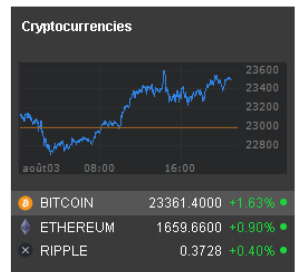 Cryptocurrencies
23600
23400
23200
23000
22800
août03 08:00 16:00
BITCOIN 23361.4000 +1.63%
ETHEREUM 1659.6600 +0.90%
RIPPLE 0.3728 +0.40%